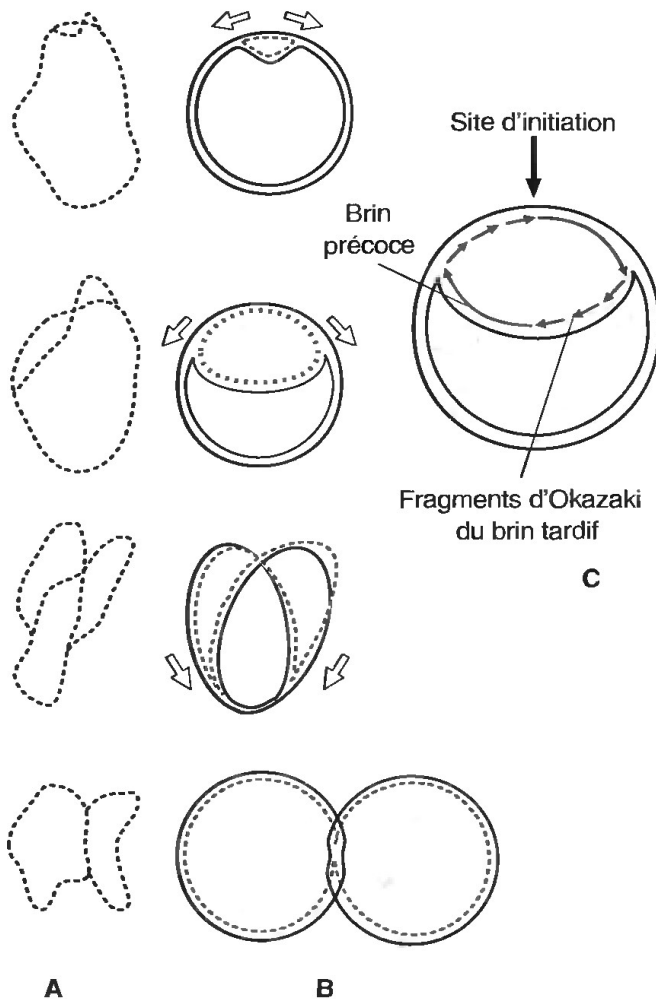 Site d'initiation
Brin
précoce
Fragments d'Okazaki
du brin tardif
C
A
B